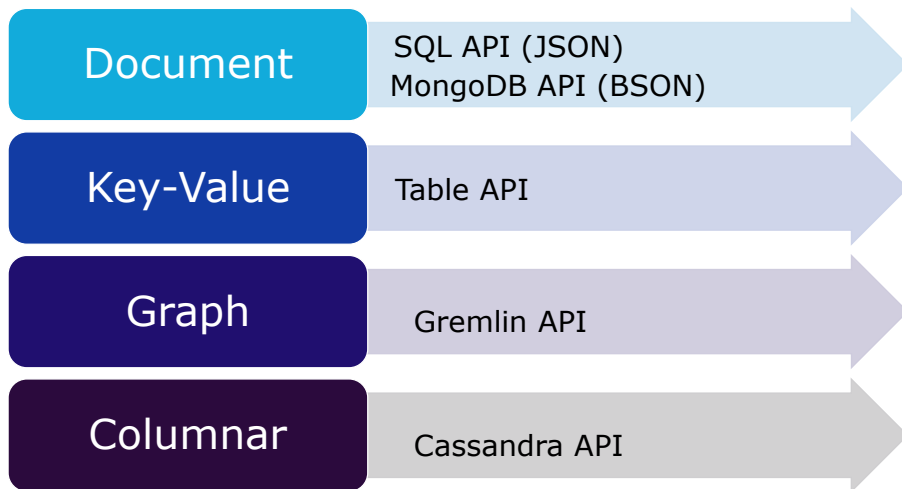 Document
SQL API (JSON)
MongoDB API (BSON)
Key-Value
Table API
Graph
Gremlin API
Columnar
Cassandra API